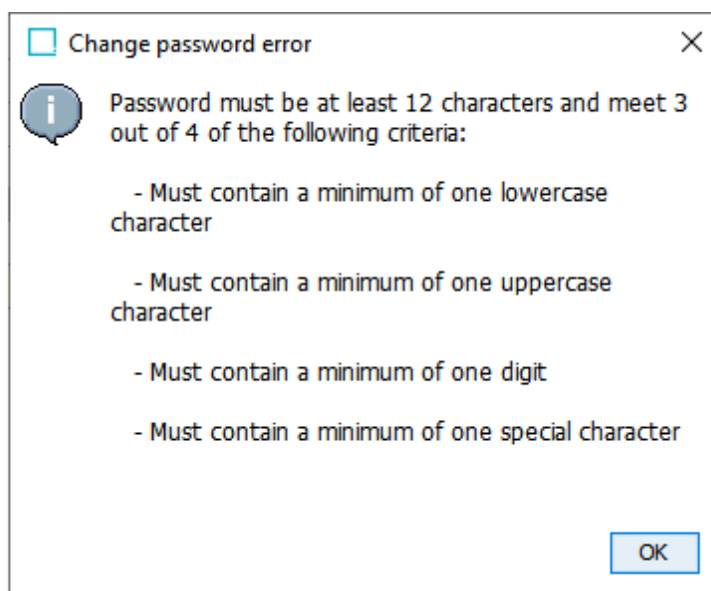 Change password error
Password must be at least 12 characters and meet 3
out of 4 of the following criteria:
- Must contain a minimum of one lowercase
character
- Must contain a minimum of one uppercase
character
- Must contain a minimum of one digit
- Must contain a minimum of one special character
OK